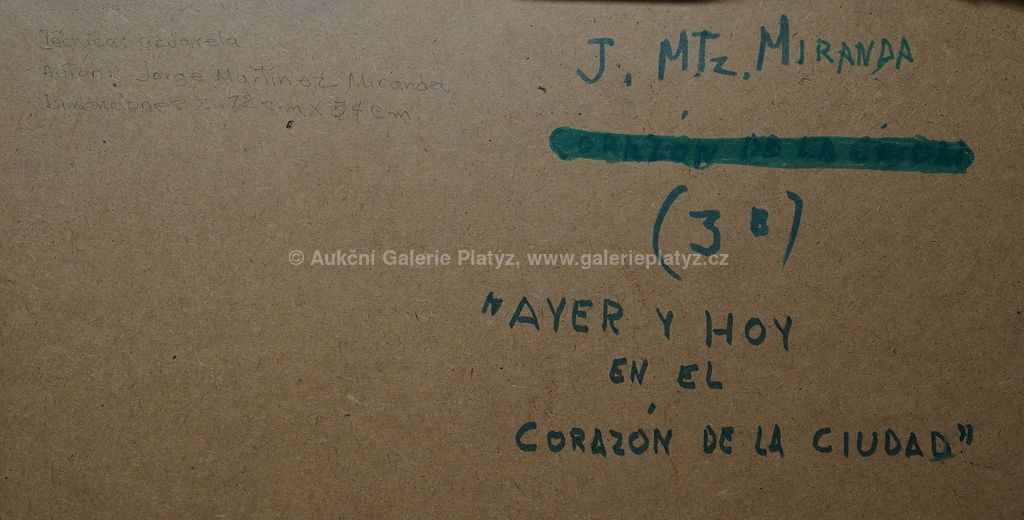 Técnica: acuarela
Autor: Jorge Martínez Miranda
Dimenciones: 72 cm x 54 cm.
J. MTz. MIRANDA
CORAZÓN DE LA CIUDAD
(3 B)
© Aukční Galerie Platýz, www.galerieplatyz.cz
"AYER Y HOY
EN EL
CORAZÓN DE LA CIUDAD"